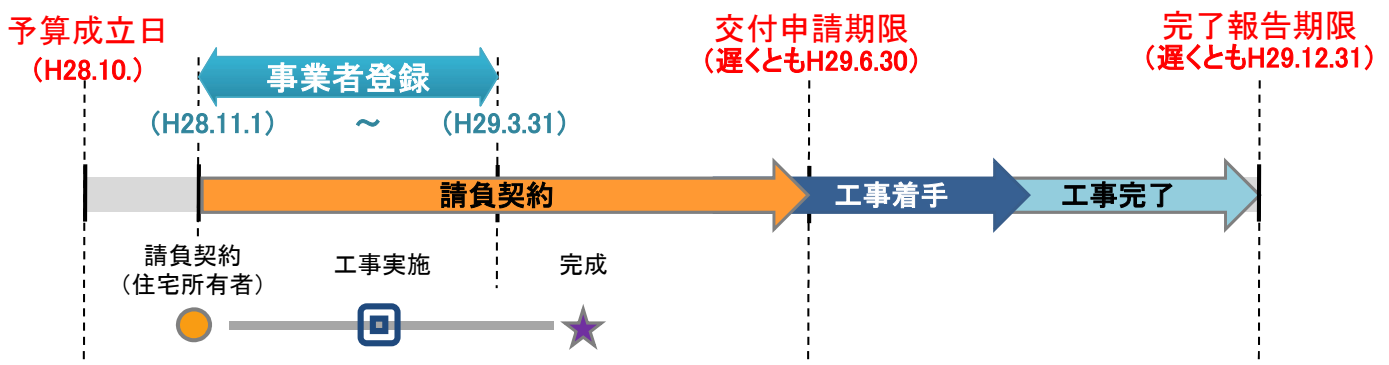 予算成立日
（H28.10.）
交付申請期限
（遅くともH29.6.30）
完了報告期限
（遅くともH29.12.31）
事業者登録
（H28.11.1）　～　（H29.3.31）
請負契約
工事着手
工事完了
請負契約
（住宅所有者）
工事実施
完成